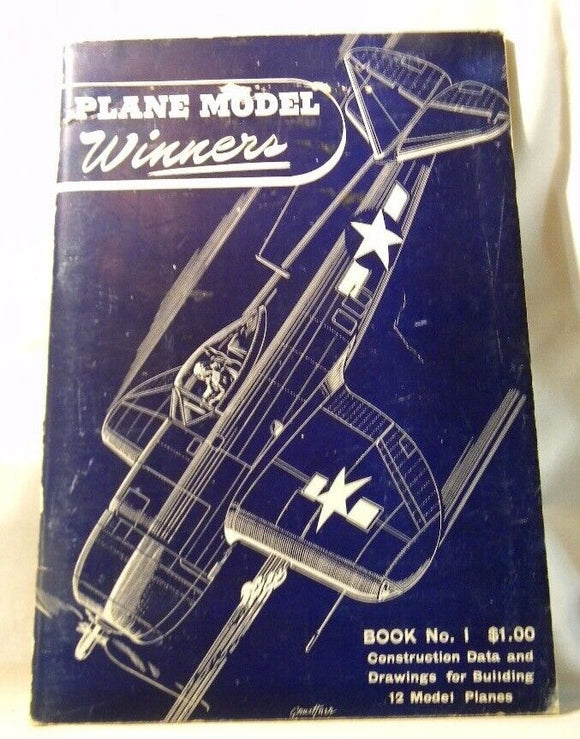 PLANE MODEL
Winners
BOOK No. 1 $1.00
Construction Data and
Drawings for Building
12 Model Planes